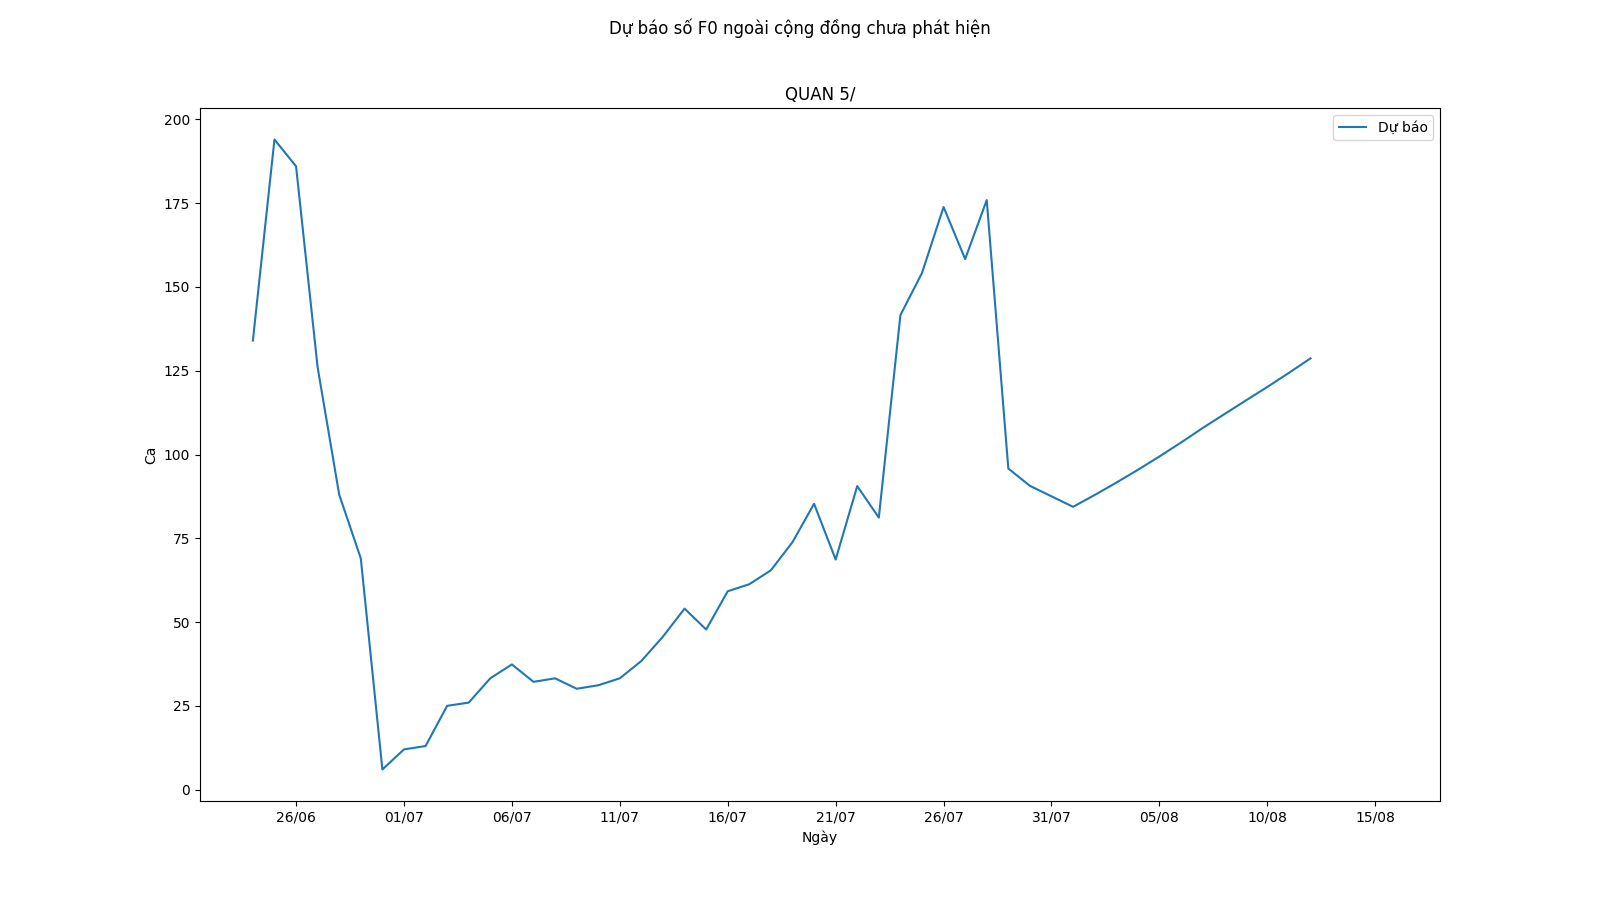 Dự báo số F0 ngoài cộng đồng chưa phát hiện
QUAN 5/
Dự báo
200
175
150
125
100
75
50
25
0
Ca
26/06 01/07 06/07 11/07 16/07 21/07 26/07 31/07 05/08 10/08 15/08
Ngày